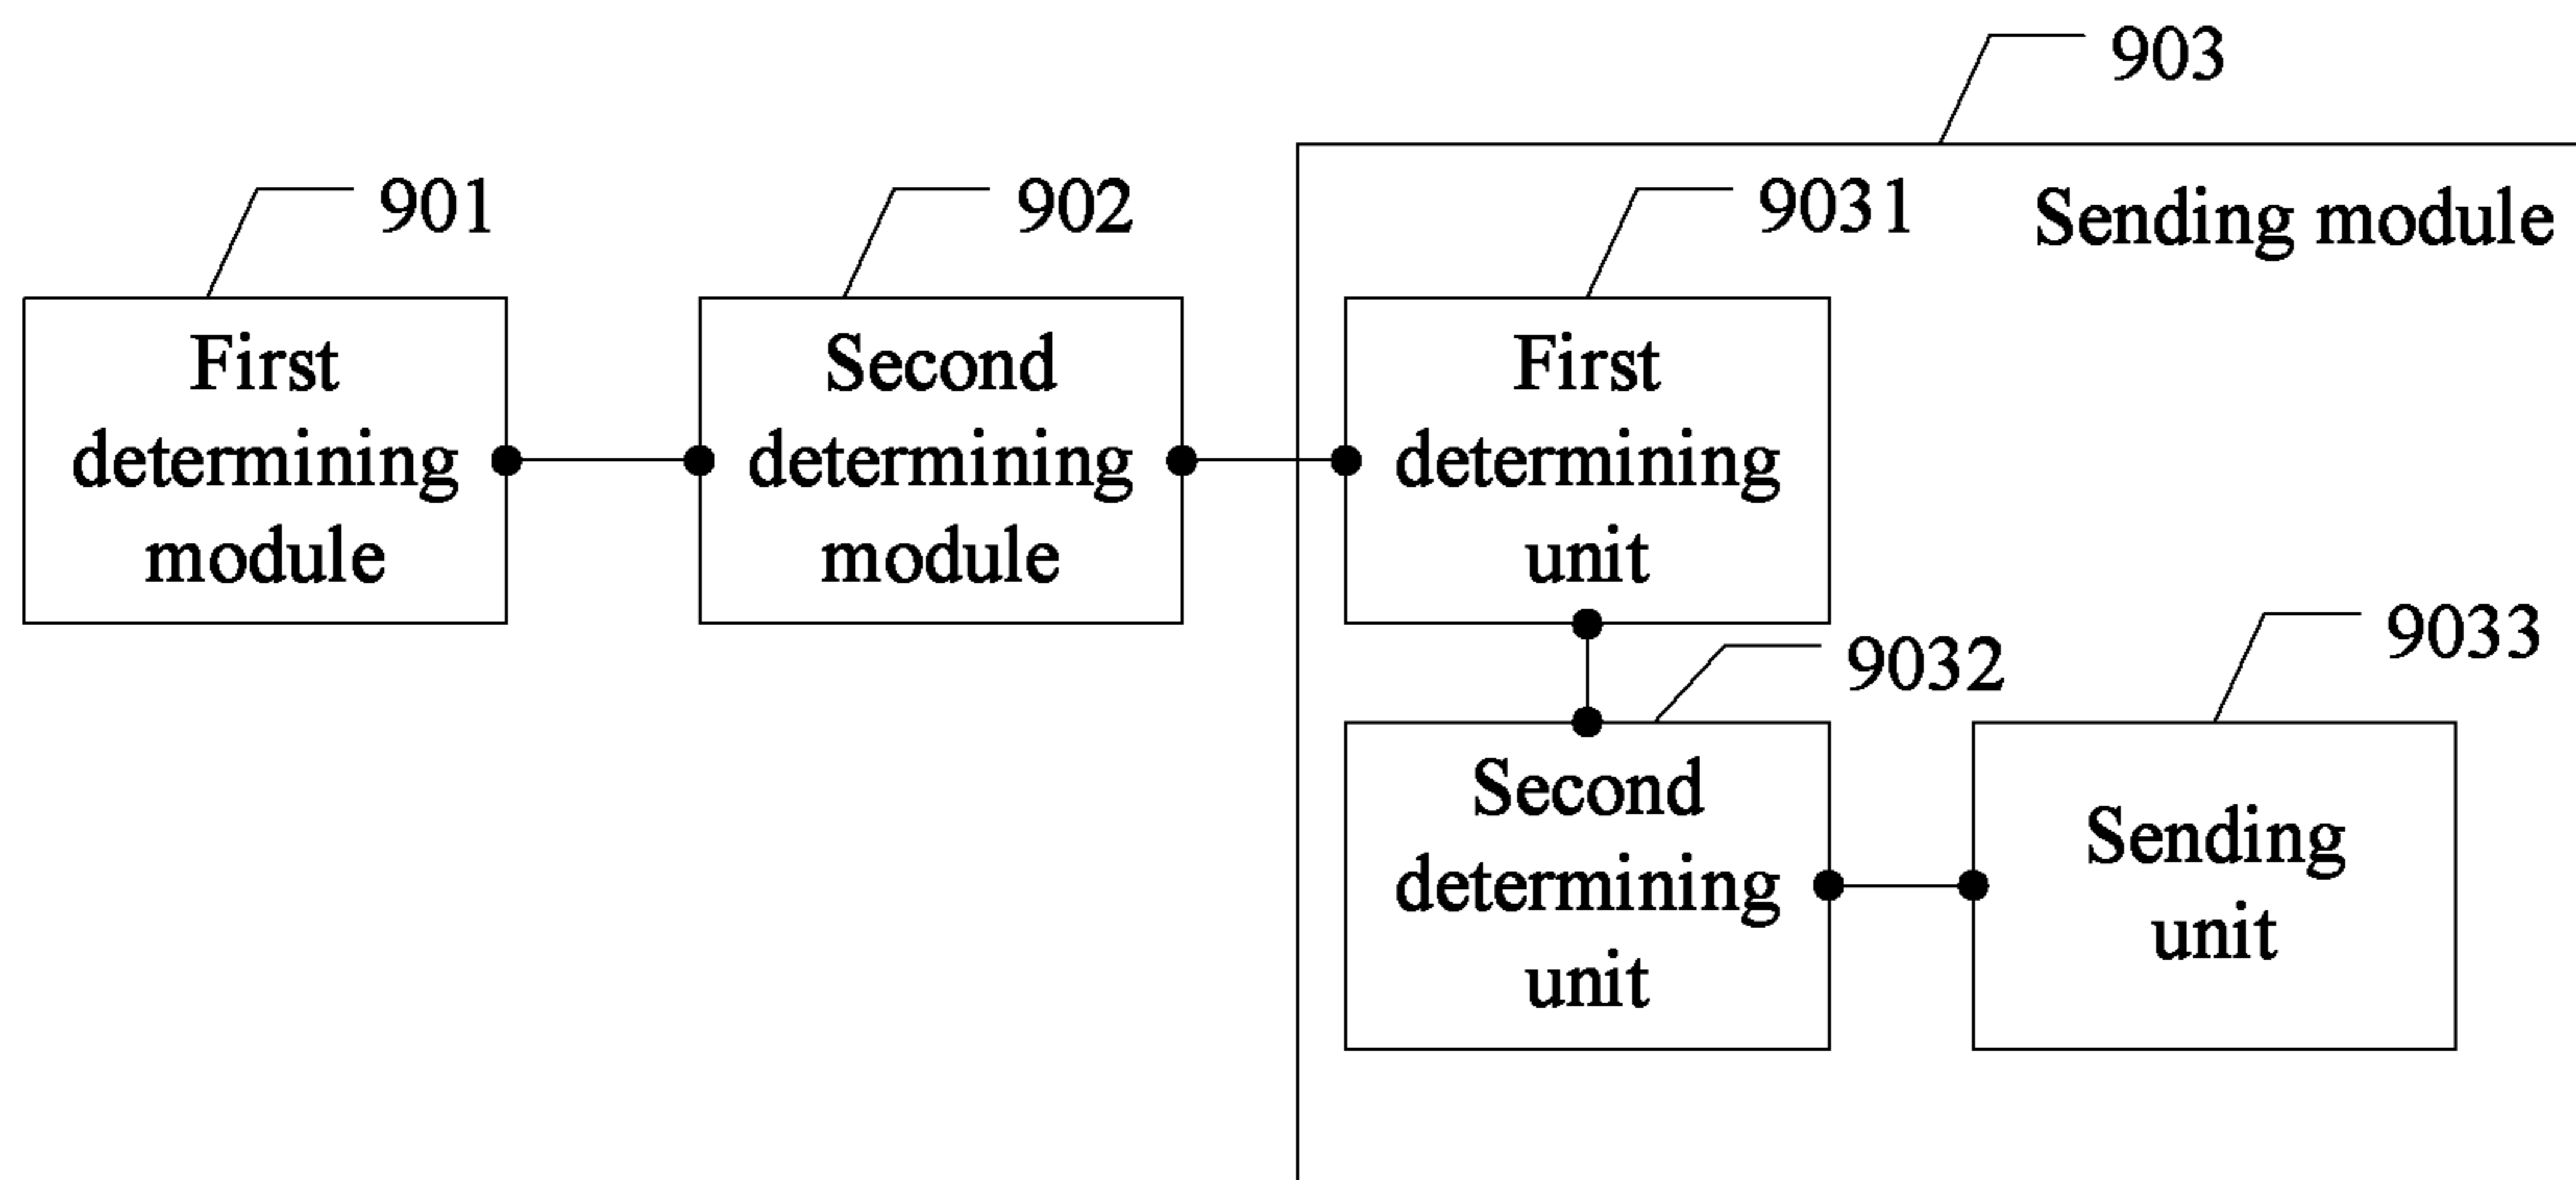 903
Sending module
901
902
9031
First
determining
module
Second
determining
module
First
determining
unit
9032
9033
Second
determining
unit
Sending
unit